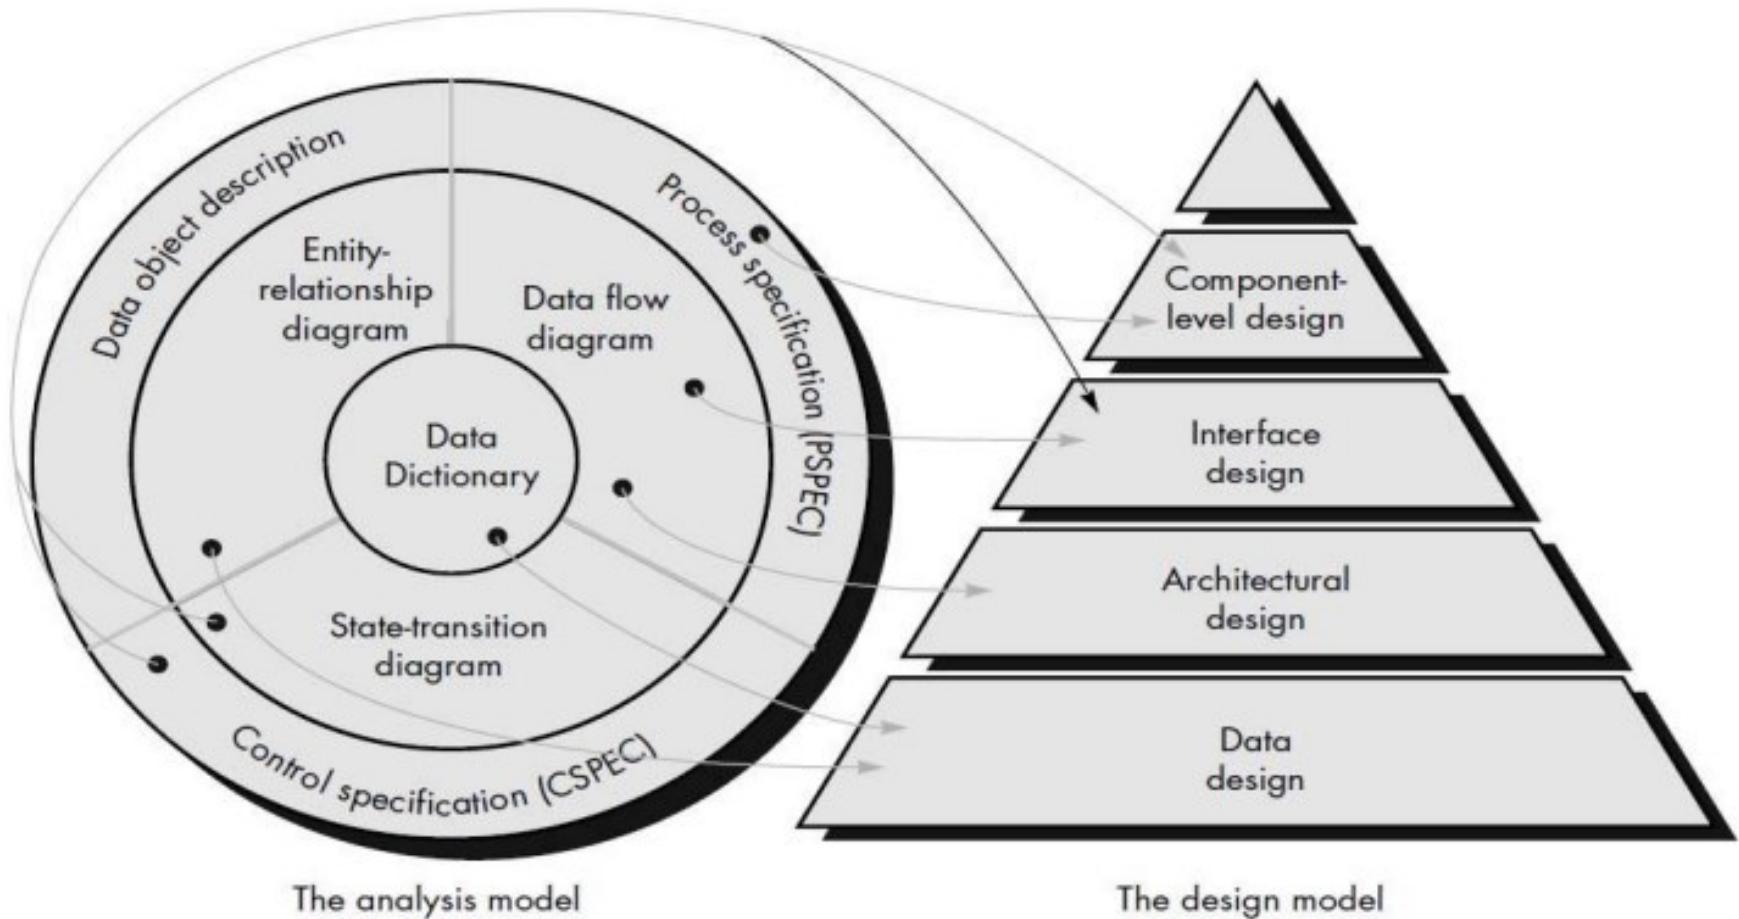 Data object description
Process specification (PSPEC)
Entity-
relationship
diagram
Data flow
diagram
Data
Dictionary
State-transition
diagram
Control specification (CSPEC)
The analysis model
Component-
level design
Interface
design
Architectural
design
Data
design
The design model